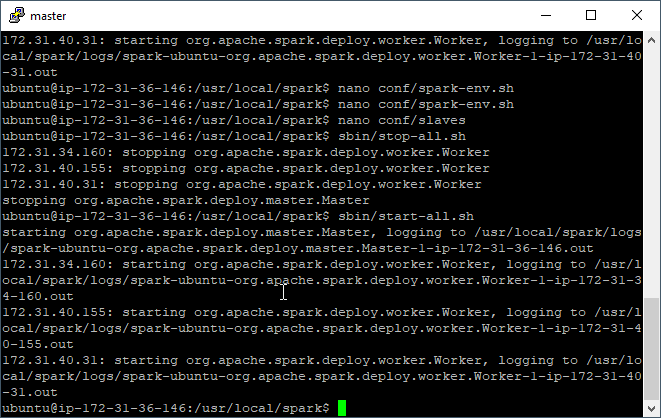 master
172.31.40.31: starting org.apache.spark.deploy.worker.Worker, logging to /usr/lo
cal/spark/logs/spark-ubuntu-org.apache.spark.deploy.worker.Worker-1-ip-172-31-40
-31.out
ubuntu@ip-172-31-36-146:/usr/local/spark$ nano conf/spark-env.sh
ubuntu@ip-172-31-36-146:/usr/local/spark$ nano conf/spark-env.sh
ubuntu@ip-172-31-36-146:/usr/local/spark$ nano conf/slaves
ubuntu@ip-172-31-36-146:/usr/local/spark$ sbin/stop-all.sh
172.31.34.160: stopping org.apache.spark.deploy.worker.Worker
172.31.40.155: stopping org.apache.spark.deploy.worker.Worker
172.31.40.31: stopping org.apache.spark.deploy.worker.Worker
stopping org.apache.spark.deploy.master.Master
ubuntu@ip-172-31-36-146:/usr/local/spark$ sbin/start-all.sh
starting org.apache.spark.deploy.master.Master, logging to /usr/local/spark/logs
/spark-ubuntu-org.apache.spark.deploy.master.Master-1-ip-172-31-36-146.out
172.31.34.160: starting org.apache.spark.deploy.worker.Worker, logging to /usr/l
ocal/spark/logs/spark-ubuntu-org.apache.spark.deploy.worker.Worker-1-ip-172-31-3
4-160.out
172.31.40.155: starting org.apache.spark.deploy.worker.Worker, logging to /usr/l
ocal/spark/logs/spark-ubuntu-org.apache.spark.deploy.worker.Worker-1-ip-172-31-4
0-155.out
172.31.40.31: starting org.apache.spark.deploy.worker.Worker, logging to /usr/lo
cal/spark/logs/spark-ubuntu-org.apache.spark.deploy.worker.Worker-1-ip-172-31-40
-31.out
ubuntu@ip-172-31-36-146:/usr/local/spark$